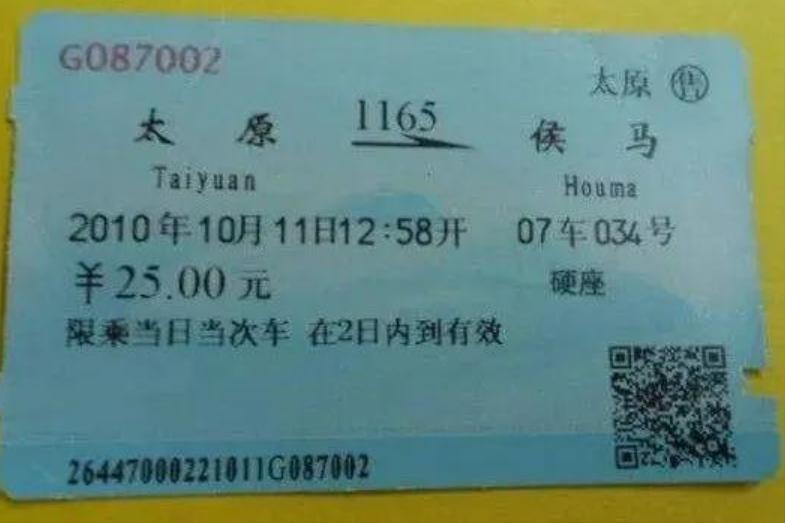 G087002
太原 售
太原 1165 侯马
Taiyuan Houma
2010年10月11日12:58开 07车034号
¥25.00元 硬座
限乘当日当次车 在2日内到有效
26447000221011G087002